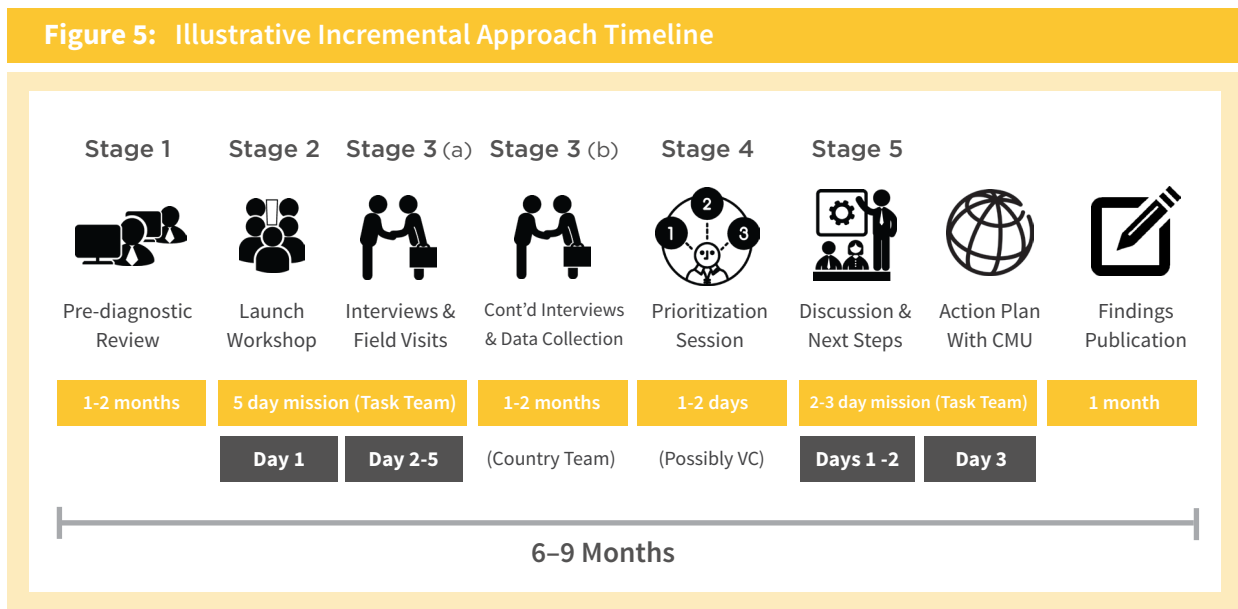 Figure 5: Illustrative Incremental Approach Timeline
Stage 1
Stage 2
Stage 3 (a)
Stage 3 (b)
Stage 4
Stage 5
1
2
3
Pre-diagnostic
Review
Launch
Workshop
Interviews &
Field Visits
Cont'd Interviews
& Data Collection
Prioritization
Session
Discussion &
Next Steps
Action Plan
With CMU
Findings
Publication
1-2 months
5 day mission (Task Team)
1-2 months
1-2 days
2-3 day mission (Task Team)
1 month
Day 1
Day 2-5
(Country Team)
(Possibly VC)
Days 1 -2
Day 3
6–9 Months